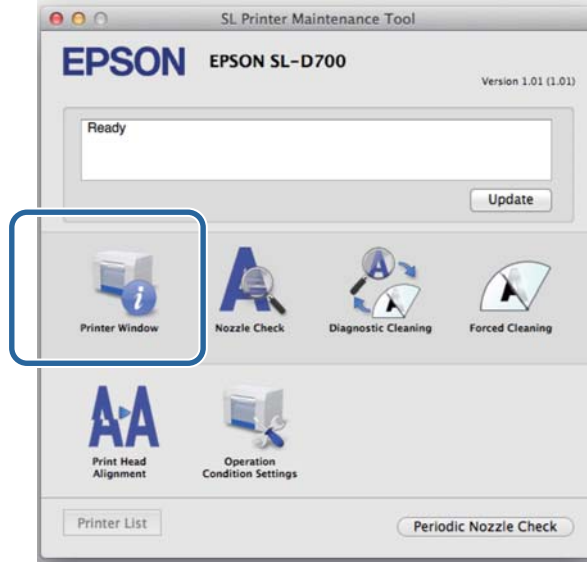 SL Printer Maintenance Tool
EPSON EPSON SL-D700
Version 1.01 (1.01)
Ready
Update
Printer Window
Nozzle Check
Diagnostic Cleaning
Forced Cleaning
Print Head
Alignment
Operation
Condition Settings
Printer List
Periodic Nozzle Check